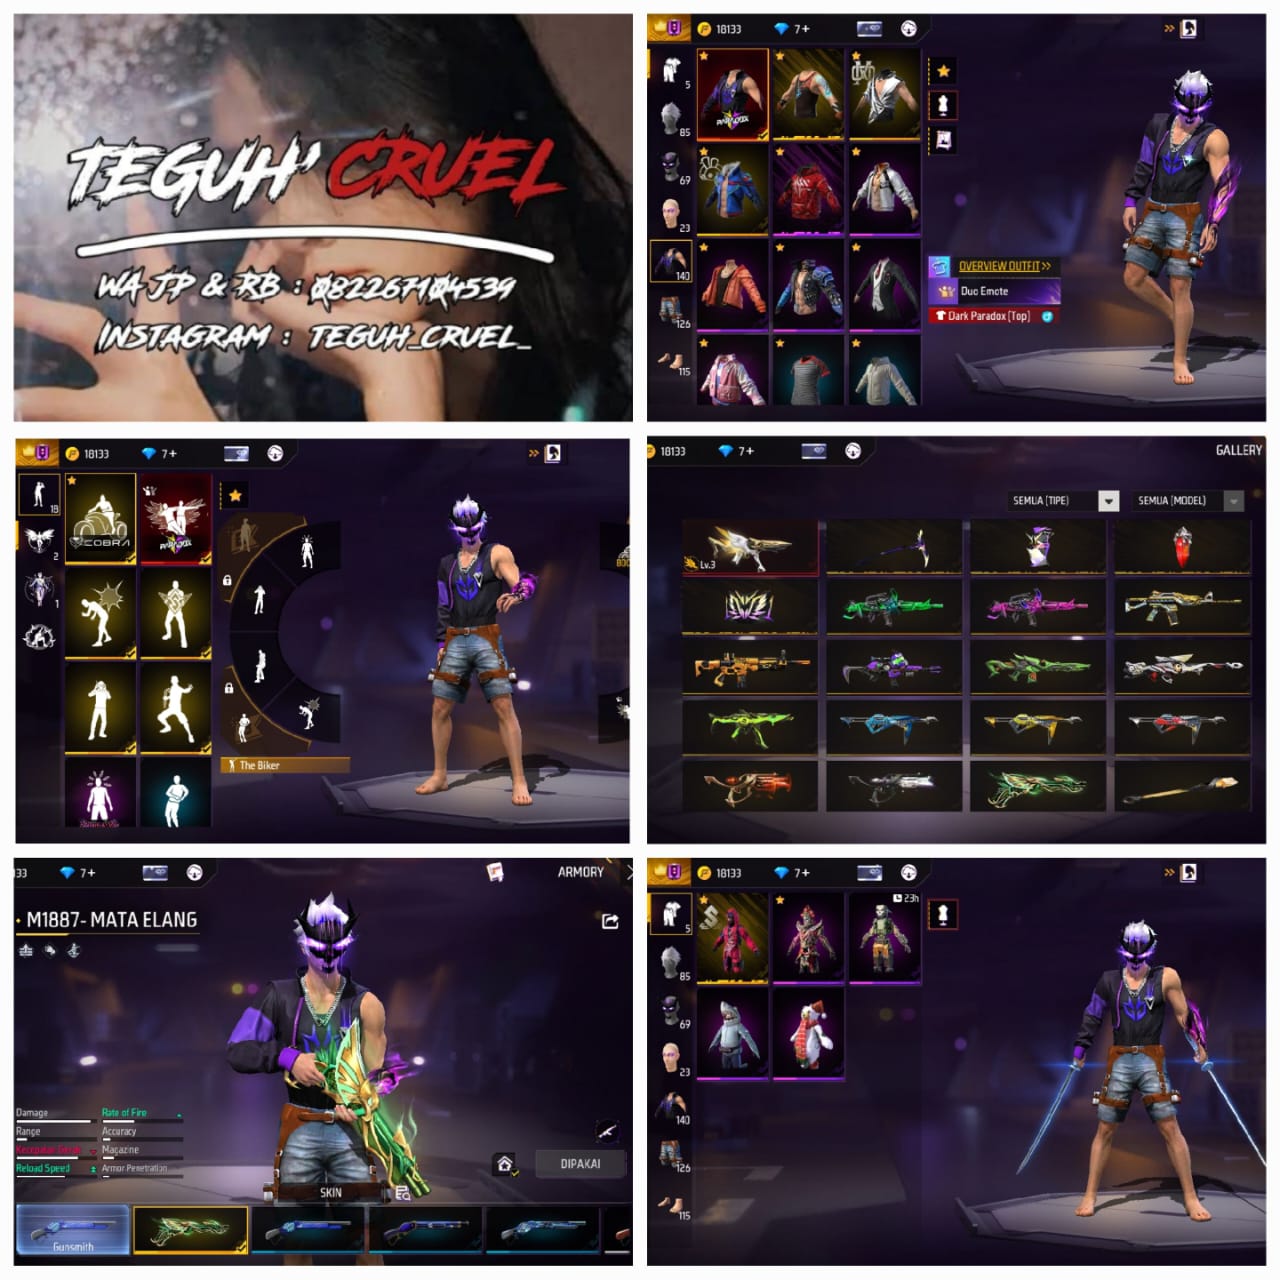 TEGUH' CRUEL
WA JP & RB : 082267104539
INSTAGRAM : TEGUH_CRUEL_
18133
7+
5
85
69
23
140
126
115
PARADOX
OVERVIEW OUTFIT >>
Duo Emote
Dark Paradox [Top]
18133
7+
18
2
1
COBRA
PARADOX
The Biker
18133
7+
GALLERY
SEMUA (TIPE)
SEMUA (MODEL)
Lv.3
33
7+
ARMORY
M1887- MATA ELANG
Damage
Rate of Fire
Range
Accuracy
Kecepatan Gerak
Magazine
Reload Speed
Armor Penetration
SKIN
DIPAKAI
Gunsmith
18133
7+
23h
5
85
69
23
140
126
115